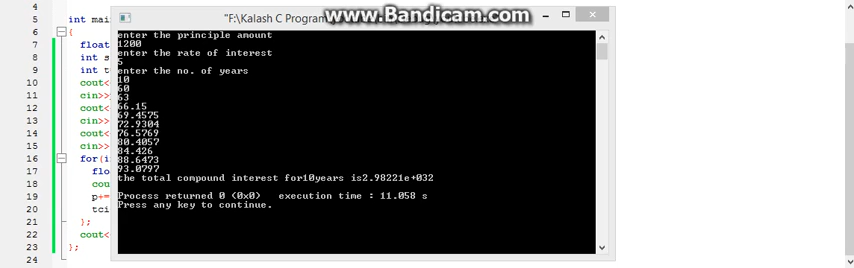 www.Bandicam.com
"F:\Kalash C Program
4
5 int mai
6 {
7 float
8 int s
9 int t
10 cout<
11 cin>>
12 cout<
13 cin>>
14 cout<
15 cin>>
16 for(i
17 flo
18 cou
19 p+=
20 tci
21 };
22 cout<
23 };
24
enter the principle amount
1200
enter the rate of interest
5
enter the no. of years
10
60
63
66.15
69.4575
72.9304
76.5769
80.4057
84.426
88.6473
93.0797
the total compound interest for10years is2.98221e+032
Process returned 0 (0x0)   execution time : 11.058 s
Press any key to continue.